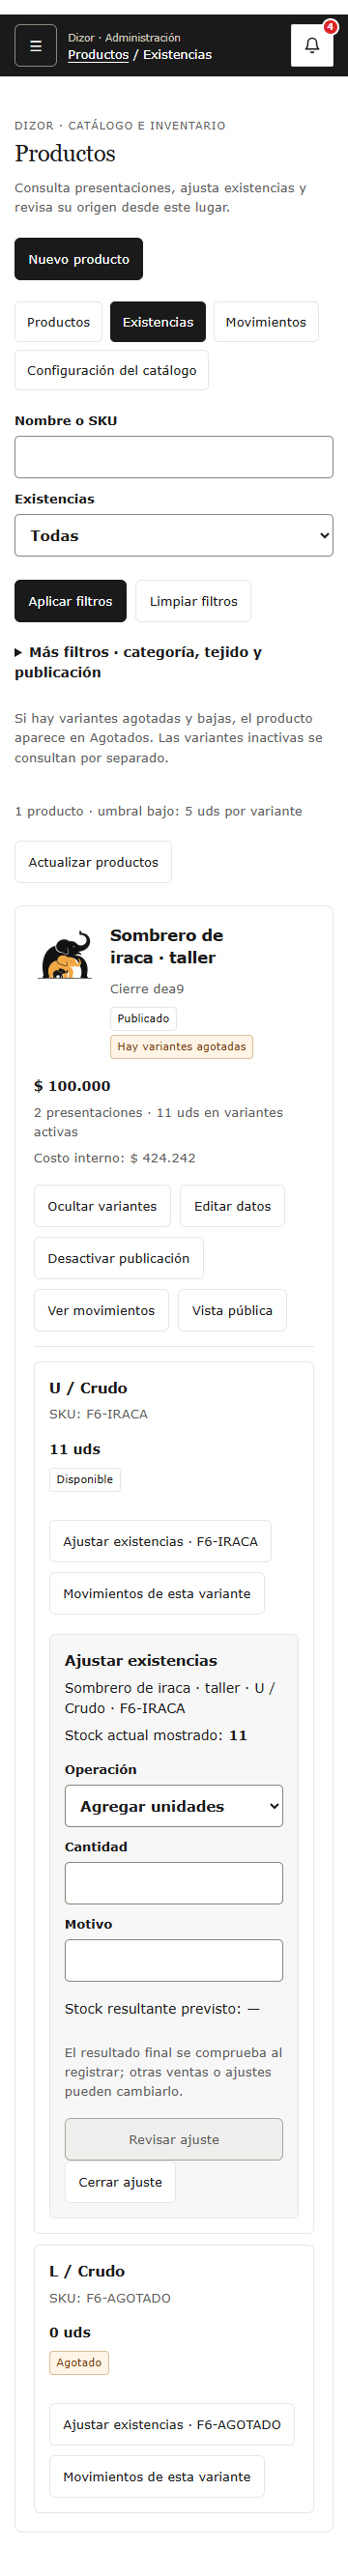 ☰
Dizor · Administración
Productos / Existencias
4
DIZOR · CATÁLOGO E INVENTARIO
Productos
Consulta presentaciones, ajusta existencias y
revisa su origen desde este lugar.
Nuevo producto
Productos
Existencias
Movimientos
Configuración del catálogo
Nombre o SKU
Existencias
Todas
Aplicar filtros
Limpiar filtros
▶ Más filtros · categoría, tejido y
publicación
Si hay variantes agotadas y bajas, el producto
aparece en Agotados. Las variantes inactivas se
consultan por separado.
1 producto · umbral bajo: 5 uds por variante
Actualizar productos
Sombrero de
iraca · taller
Cierre dea9
Publicado
Hay variantes agotadas
$ 100.000
2 presentaciones · 11 uds en variantes
activas
Costo interno: $ 424.242
Ocultar variantes
Editar datos
Desactivar publicación
Ver movimientos
Vista pública
U / Crudo
SKU: F6-IRACA
11 uds
Disponible
Ajustar existencias · F6-IRACA
Movimientos de esta variante
Ajustar existencias
Sombrero de iraca · taller · U /
Crudo · F6-IRACA
Stock actual mostrado: 11
Operación
Agregar unidades
Cantidad
Motivo
Stock resultante previsto: —
El resultado final se comprueba al
registrar; otras ventas o ajustes
pueden cambiarlo.
Revisar ajuste
Cerrar ajuste
L / Crudo
SKU: F6-AGOTADO
0 uds
Agotado
Ajustar existencias · F6-AGOTADO
Movimientos de esta variante